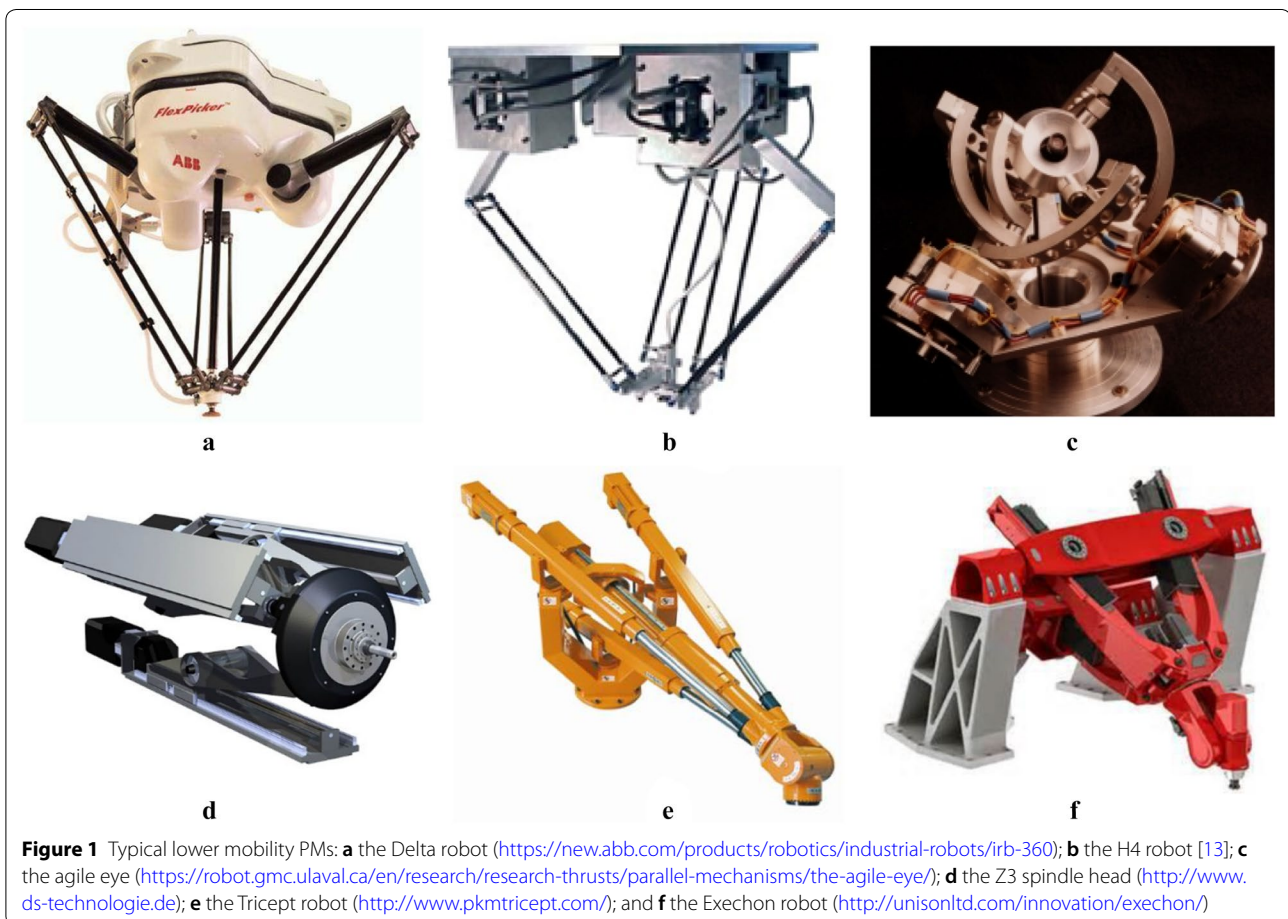 FlexPicker™
ABB
a
b
c
d
e
f
Figure 1 Typical lower mobility PMs: a the Delta robot (https://new.abb.com/products/robotics/industrial-robots/irb-360); b the H4 robot [13]; c
the agile eye (https://robot.gmc.ulaval.ca/en/research/research-thrusts/parallel-mechanisms/the-agile-eye/); d the Z3 spindle head (http://www.
ds-technologie.de); e the Tricept robot (http://www.pkmtricept.com/); and f the Exechon robot (http://unisonltd.com/innovation/exechon/)